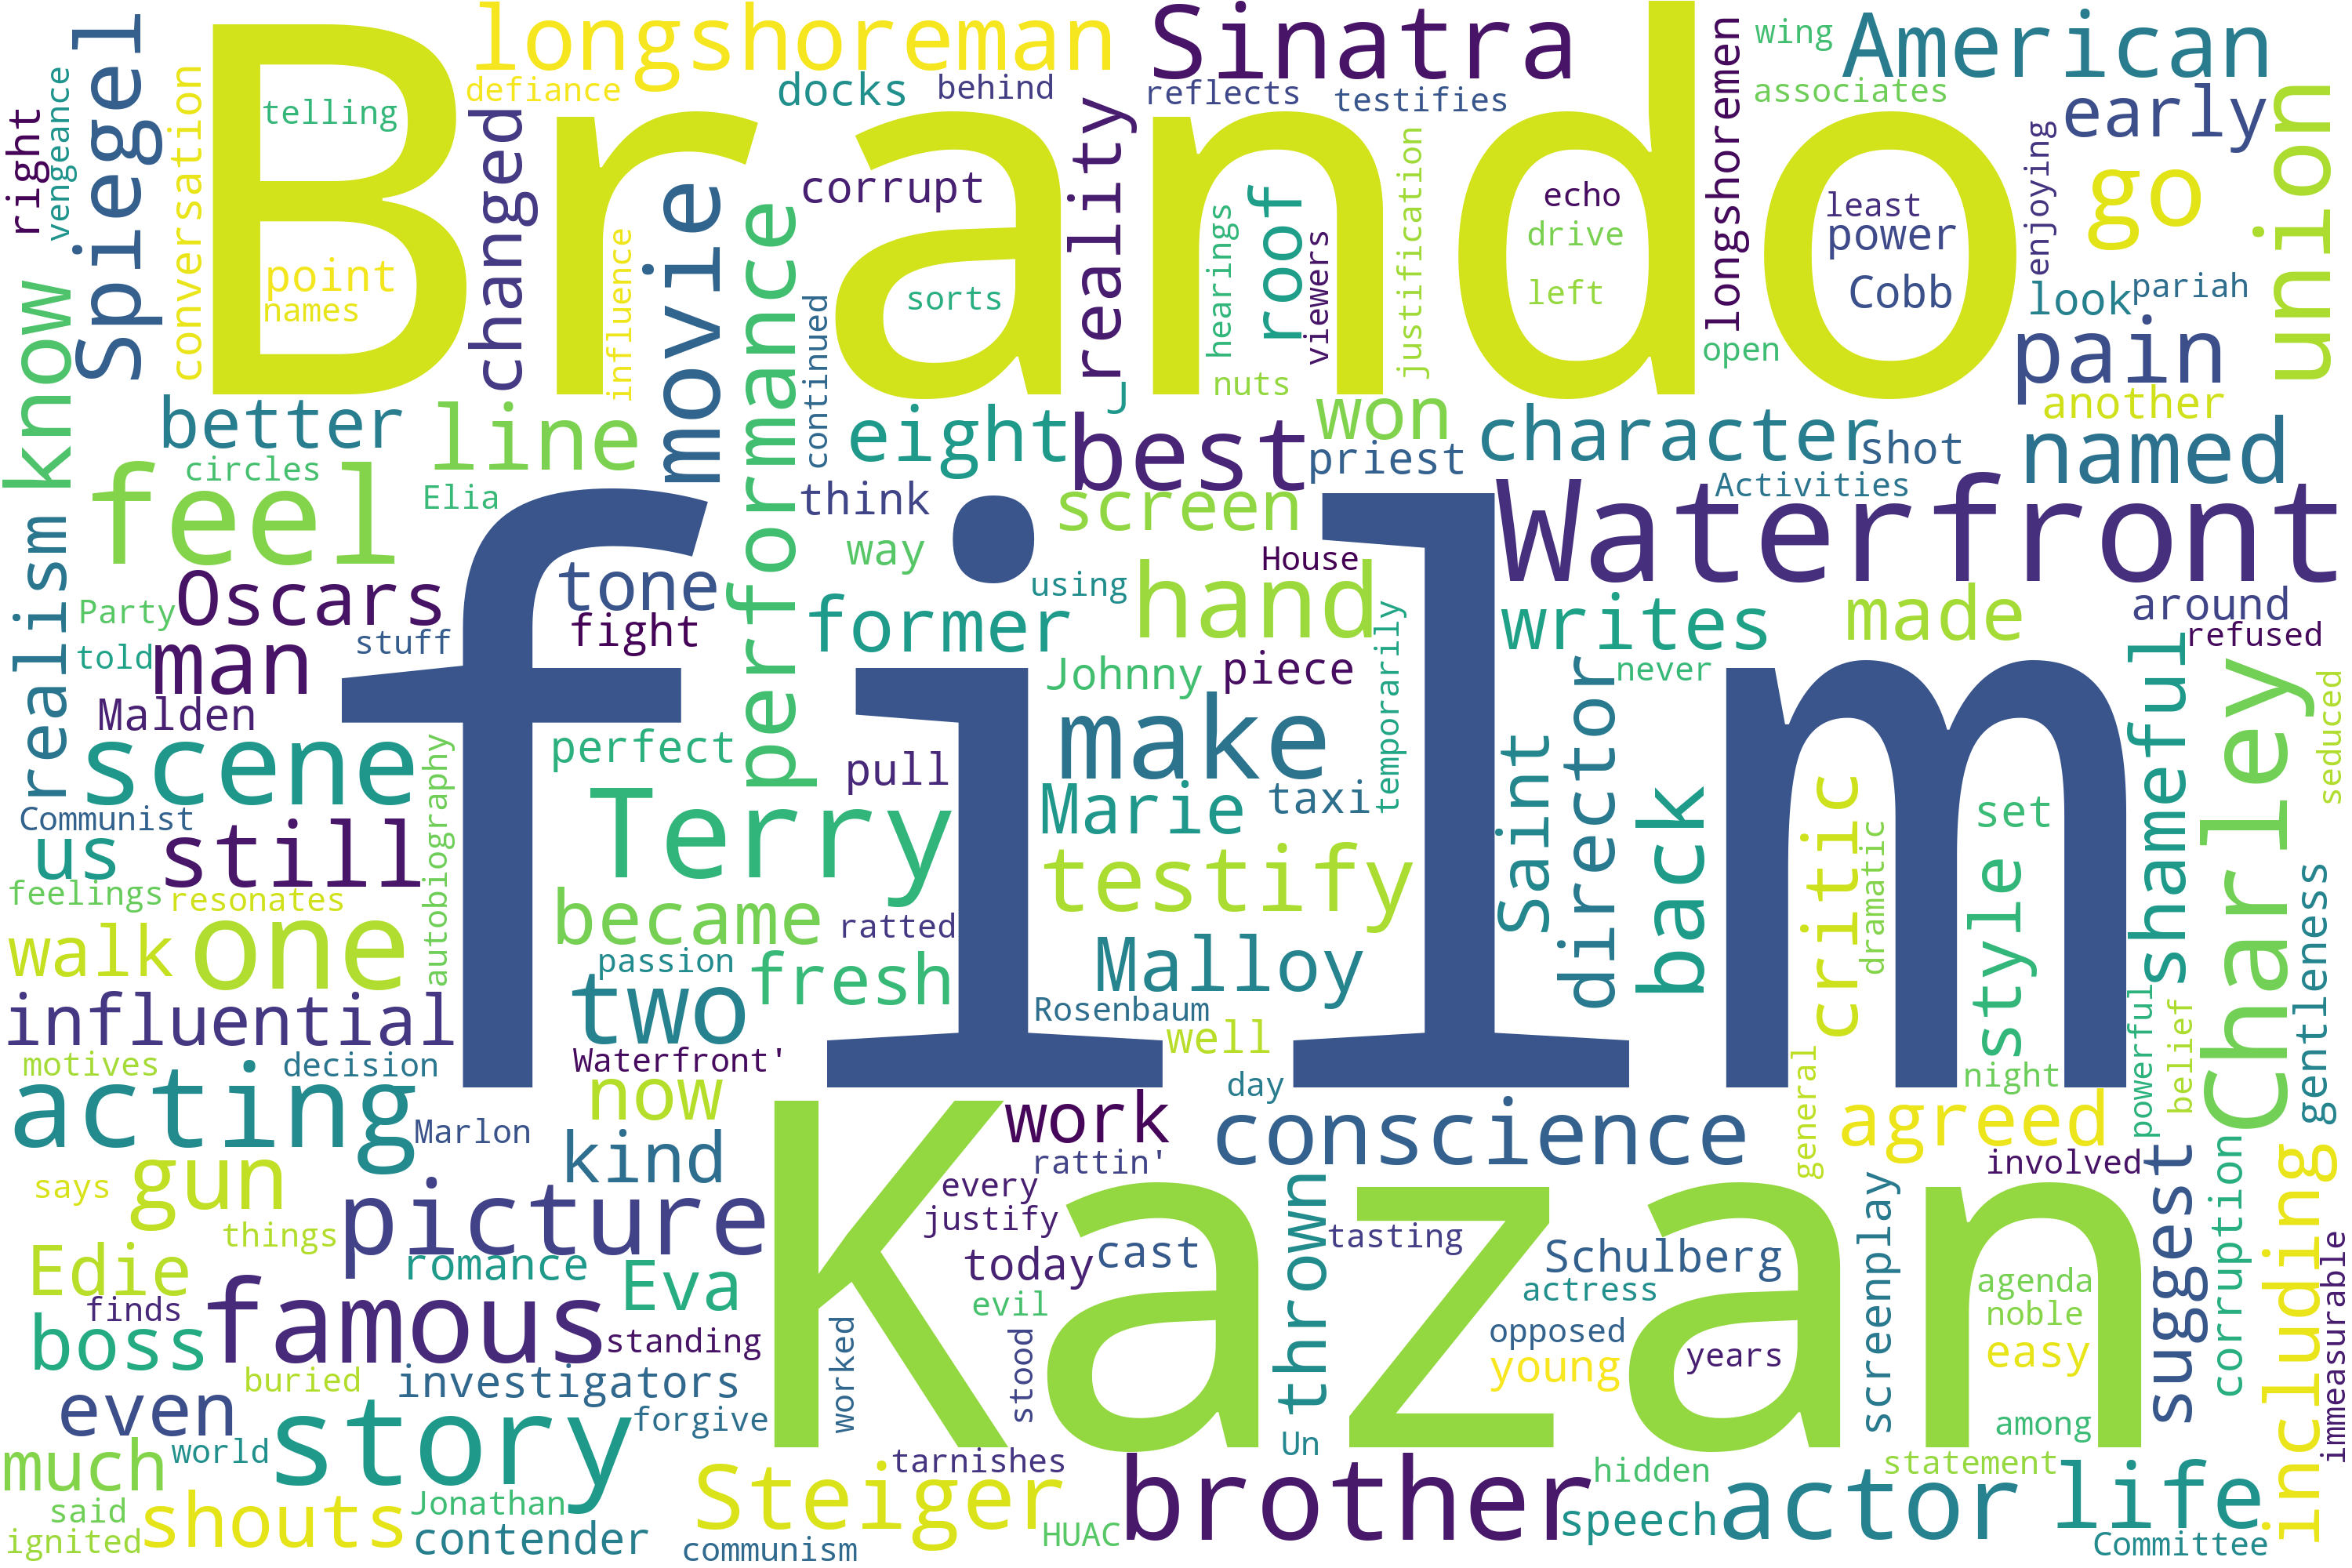 Brando
film
Kazan
Waterfront
Charley
Terry
story
feel
famous
brother
Sinatra
Spiegel
longshoreman
American
union
movie
performance
picture
acting
scene
one
still
man
make
hand
testify
best
know
pain
go
early
named
reality
changed
line
eight
character
won
screen
former
writes
made
shameful
director
Saint
back
critic
style
agreed
conscience
including
suggest
actor
life
Steiger
shouts
much
even
boss
Edie
gun
Eva
kind
now
two
fresh
became
Malloy
Marie
tone
Oscars
realism
us
walk
influential
better
roof
thrown
work
docks
corrupt
right
vengeance
conversation
telling
point
names
defiance
behind
reflects
testifies
influence
continued
sorts
hearings
viewers
justification
nuts
J
longshoremen
wing
associates
echo
drive
left
least
power
Cobb
enjoying
look
pariah
open
another
shot
Activities
priest
think
way
House
using
circles
Elia
Party
told
stuff
fight
Malden
Communist
perfect
pull
Johnny
piece
taxi
temporarily
never
around
refused
seduced
set
dramatic
gentleness
feelings
resonates
autobiography
ratted
passion
Rosenbaum
well
Waterfront'
motives
decision
Marlon
day
night
general
powerful
belief
corruption
involved
immeasurable
rattin'
every
justify
today
cast
evil
stood
worked
tasting
Schulberg
actress
opposed
young
years
screenplay
agenda
noble
easy
among
statement
hidden
speech
Committee
Un
HUAC
tarnishes
communism
contender
Jonathan
said
ignited
world
forgive
investigators
buried
standing
romance
finds
things
says